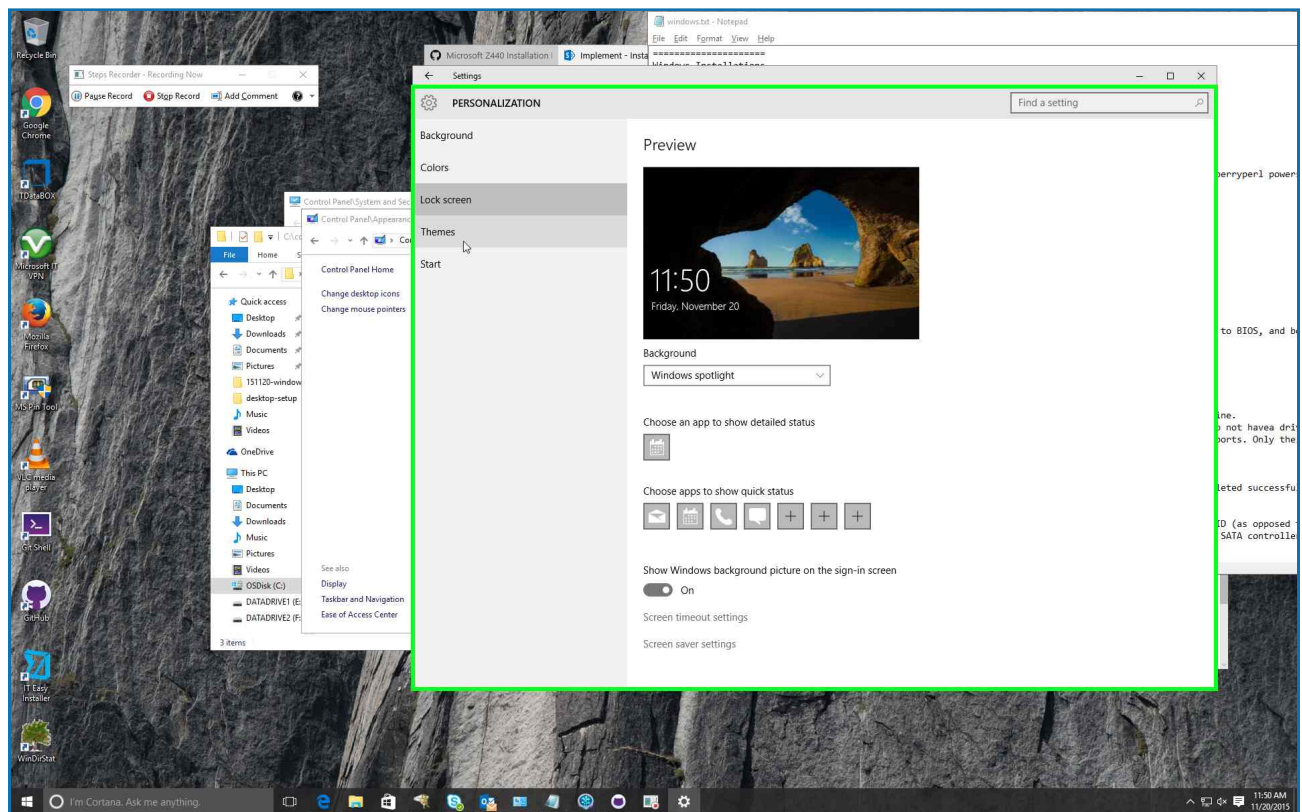 Recycle Bin
Google
Chrome
TDataBOX
Microsoft IT
VPN
Mozilla
Firefox
MS Pin Tool
VLC media
player
Git Shell
GitHub
IT Easy
Installer
WinDirStat
Steps Recorder - Recording Now
Pause Record
Stop Record
Add Comment
windows.txt - Notepad
File Edit Format View Help
=====================
Windows Installations
Microsoft Z440 Installation
Implement - Insta
Control Panel\System and Sec
Control Panel\Appearanc
Control Panel Home
Change desktop icons
Change mouse pointers
See also
Display
Taskbar and Navigation
Ease of Access Center
File
Home
Quick access
Desktop
Downloads
Documents
Pictures
151120-window
desktop-setup
Music
Videos
OneDrive
This PC
Desktop
Documents
Downloads
Music
Pictures
Videos
OSDisk (C:)
DATADRIVE1 (E:
DATADRIVE2 (F:
3 items
Settings
PERSONALIZATION
Find a setting
Background
Colors
Lock screen
Themes
Start
Preview
11:50
Friday, November 20
Background
Windows spotlight
Choose an app to show detailed status
Choose apps to show quick status
Show Windows background picture on the sign-in screen
On
Screen timeout settings
Screen saver settings
erryperl power
to BIOS, and b
ine.
not havea dri
orts. Only the
leted successfu
ID (as opposed
SATA controlle
I'm Cortana. Ask me anything.
11:50 AM
11/20/2015